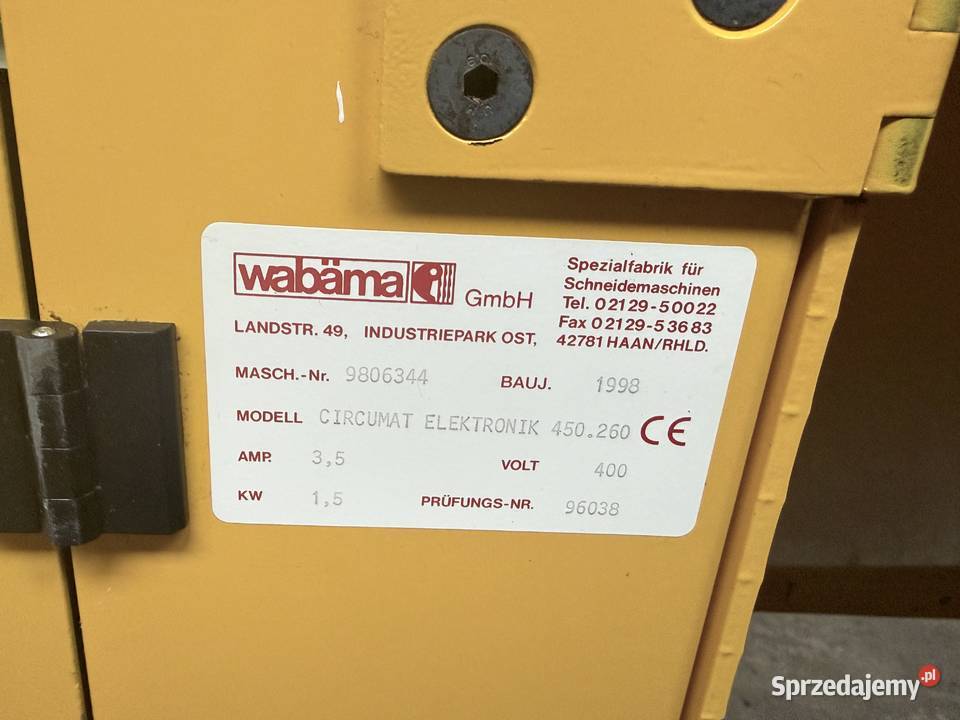 wabäma
GmbH
Spezialfabrik für
Schneidemaschinen
Tel. 02129-50022
Fax 02129-53683
42781 HAAN/RHLD.
LANDSTR. 49, INDUSTRIEPARK OST,
MASCH.-Nr. 9806344 BAUJ. 1998
MODELL CIRCUMAT ELEKTRONIK 450.260 CE
AMP. 3,5 VOLT 400
KW 1,5 PRÜFUNGS-NR. 96038
Sprzedajemy.pl